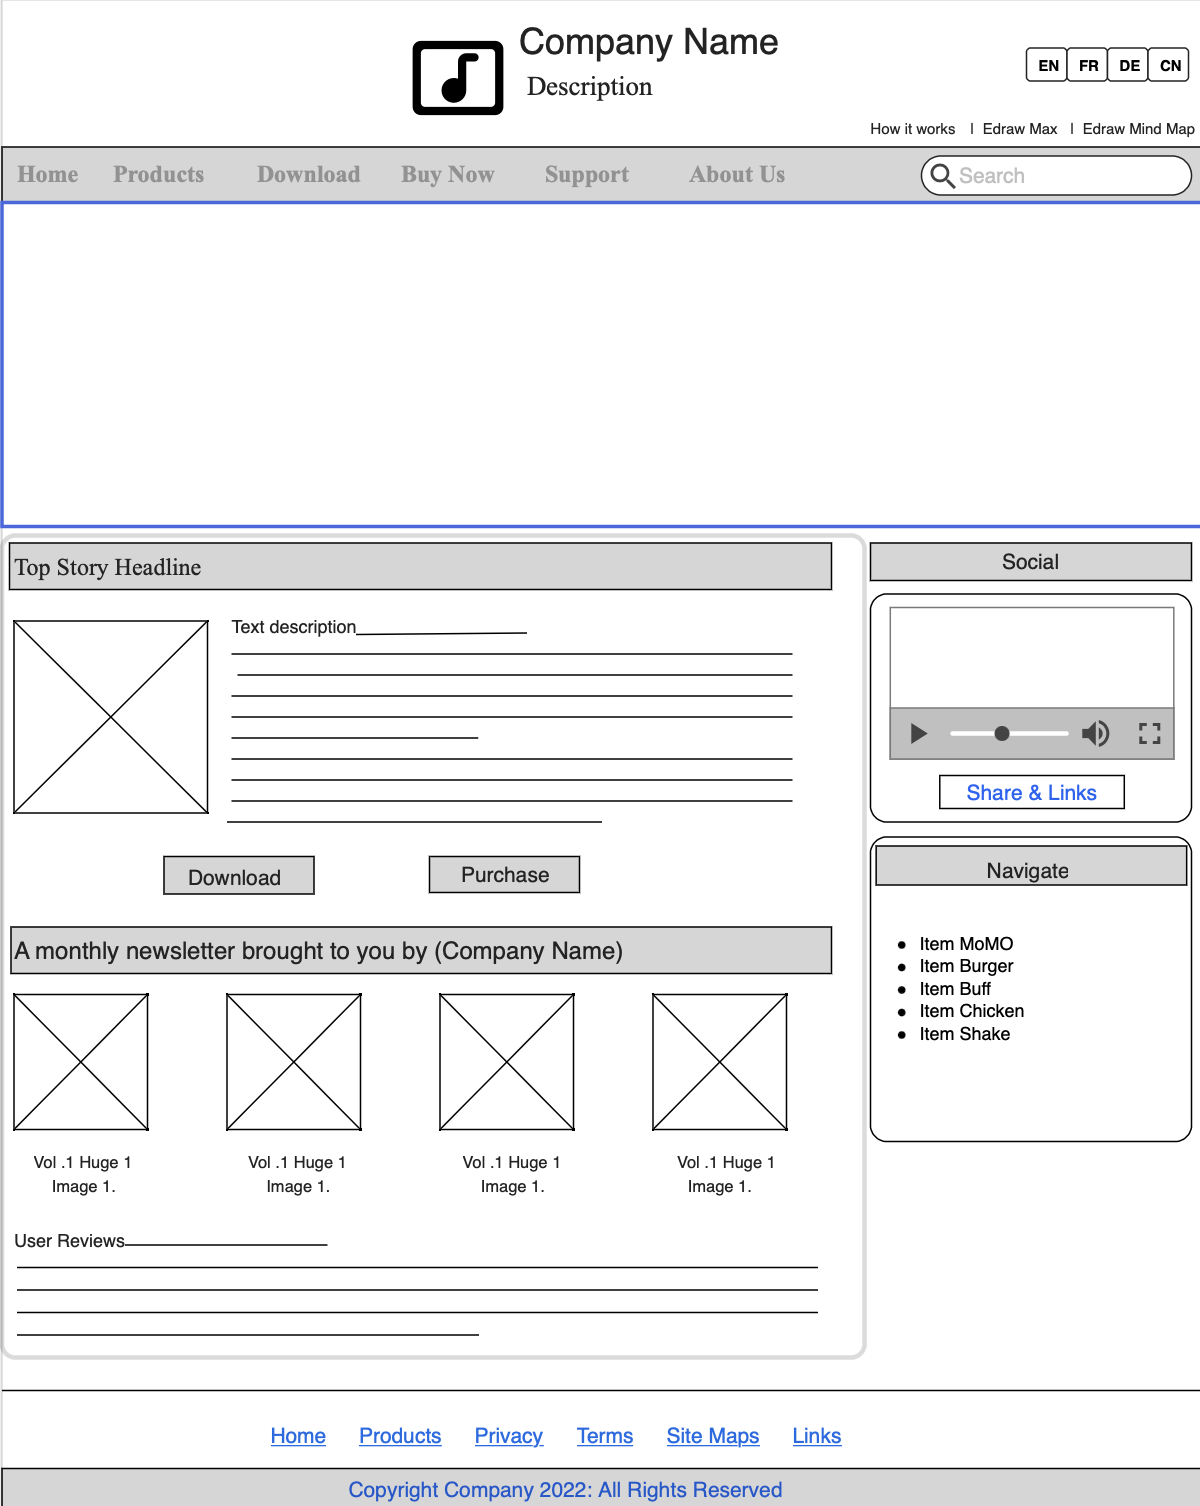 Company Name
Description
EN FR DE CN
How it works | Edraw Max | Edraw Mind Map
Home Products Download Buy Now Support About Us Search
Top Story Headline
Social
Text description
Share & Links
Download Purchase
Navigate
A monthly newsletter brought to you by (Company Name)
Item MoMO
Item Burger
Item Buff
Item Chicken
Item Shake
Vol .1 Huge 1
Image 1.
Vol .1 Huge 1
Image 1.
Vol .1 Huge 1
Image 1.
Vol .1 Huge 1
Image 1.
User Reviews
Home Products Privacy Terms Site Maps Links
Copyright Company 2022: All Rights Reserved